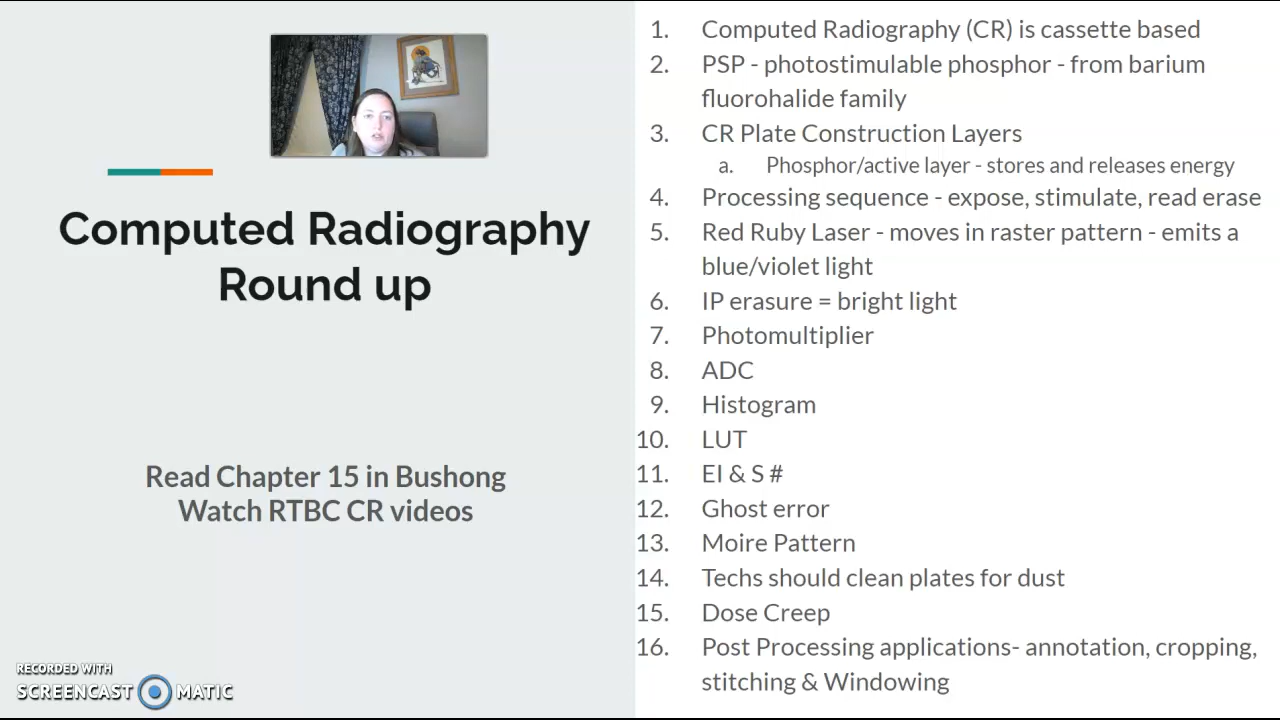 Computed Radiography
Round up
Read Chapter 15 in Bushong
Watch RTBC CR videos
RECORDED WITH
SCREENCAST MATIC
1. Computed Radiography (CR) is cassette based
2. PSP - photostimulable phosphor - from barium
fluorohalide family
3. CR Plate Construction Layers
a. Phosphor/active layer - stores and releases energy
4. Processing sequence - expose, stimulate, read erase
5. Red Ruby Laser - moves in raster pattern - emits a
blue/violet light
6. IP erasure = bright light
7. Photomultiplier
8. ADC
9. Histogram
10. LUT
11. EI & S #
12. Ghost error
13. Moire Pattern
14. Techs should clean plates for dust
15. Dose Creep
16. Post Processing applications- annotation, cropping,
stitching & Windowing